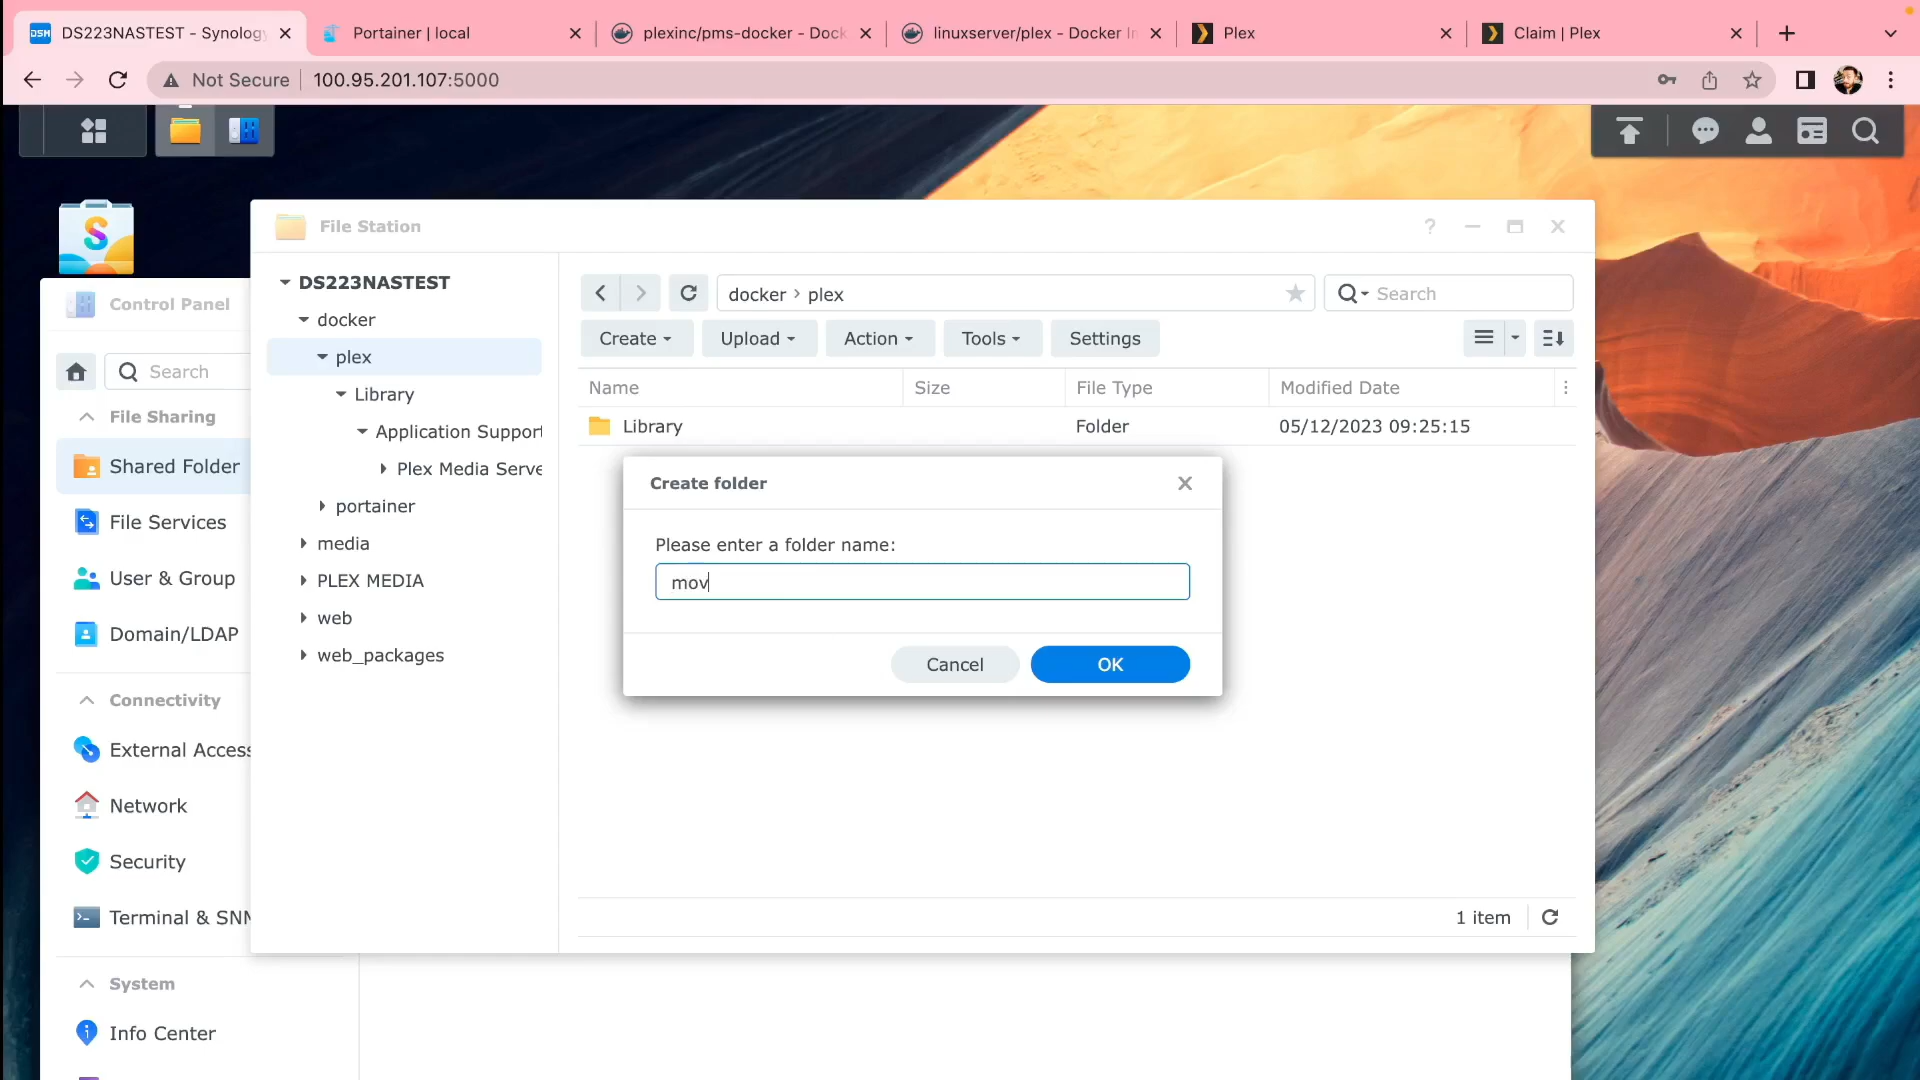 DSM DS223NASTEST - Synology
Portainer | local
plexinc/pms-docker - Dock
linuxserver/plex - Docker Im
Plex
Claim | Plex
Not Secure
100.95.201.107:5000
File Station
Control Panel
Search
File Sharing
Shared Folder
File Services
User & Group
Domain/LDAP
Connectivity
External Access
Network
Security
Terminal & SNM
System
Info Center
DS223NASTEST
docker
plex
Library
Application Support
Plex Media Serve
portainer
media
PLEX MEDIA
web
web_packages
docker > plex
Search
Create
Upload
Action
Tools
Settings
Name
Size
File Type
Modified Date
Library
Folder
05/12/2023 09:25:15
Create folder
Please enter a folder name:
mov
Cancel
OK
1 item